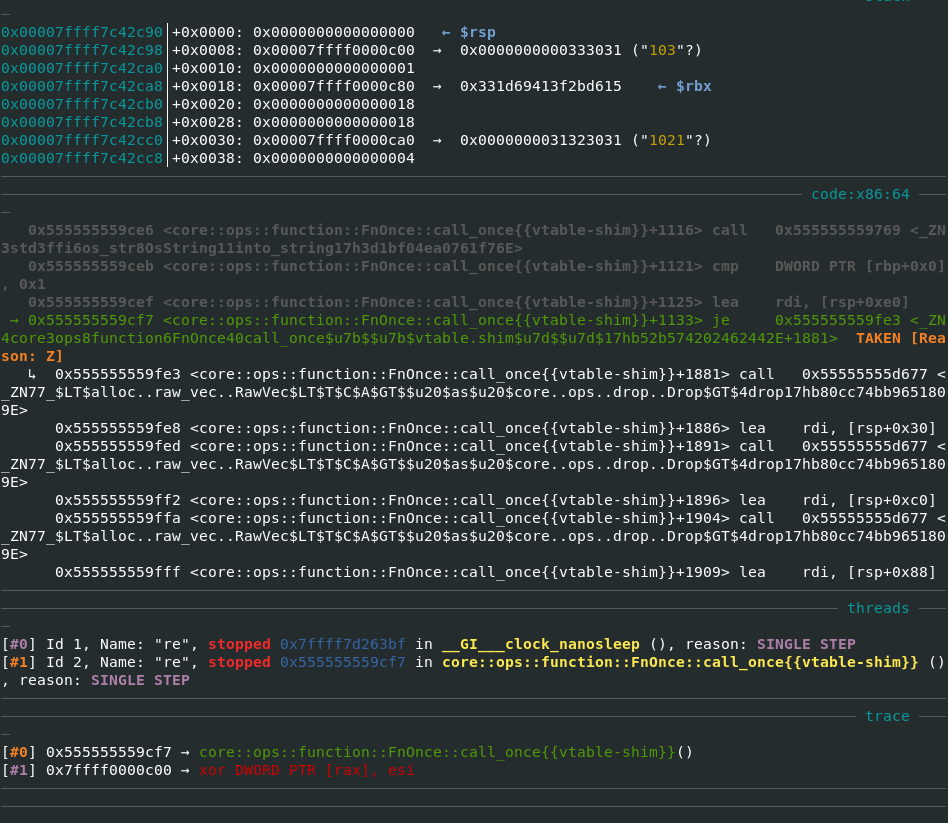 0x00007ffff7c42c90│+0x0000: 0x0000000000000000   ← $rsp
0x00007ffff7c42c98│+0x0008: 0x00007ffff0000c00  →  0x0000000000333031 ("103"?)
0x00007ffff7c42ca0│+0x0010: 0x0000000000000001
0x00007ffff7c42ca8│+0x0018: 0x00007ffff0000c80  →  0x331d69413f2bd615    ← $rbx
0x00007ffff7c42cb0│+0x0020: 0x0000000000000018
0x00007ffff7c42cb8│+0x0028: 0x0000000000000018
0x00007ffff7c42cc0│+0x0030: 0x00007ffff0000ca0  →  0x0000000031323031 ("1021"?)
0x00007ffff7c42cc8│+0x0038: 0x0000000000000004
code:x86:64
0x555555559ce6 <core::ops::function::FnOnce::call_once{{vtable-shim}}+1116> call   0x555555559769 <_ZN
3std3ffi6os_str8OsString11into_string17h3d1bf04ea0761f76E>
0x555555559ceb <core::ops::function::FnOnce::call_once{{vtable-shim}}+1121> cmp    DWORD PTR [rbp+0x0]
, 0x1
0x555555559cef <core::ops::function::FnOnce::call_once{{vtable-shim}}+1125> lea    rdi, [rsp+0xe0]
→ 0x555555559cf7 <core::ops::function::FnOnce::call_once{{vtable-shim}}+1133> je     0x555555559fe3 <_ZN
4core3ops8function6FnOnce40call_once$u7b$$u7b$vtable.shim$u7d$$u7d$17hb52b574202462442E+1881>  TAKEN [Rea
son: Z]
↳  0x555555559fe3 <core::ops::function::FnOnce::call_once{{vtable-shim}}+1881> call   0x55555555d677 <
_ZN77_$LT$alloc..raw_vec..RawVec$LT$T$C$A$GT$$u20$as$u20$core..ops..drop..Drop$GT$4drop17hb80cc74bb965180
9E>
0x555555559fe8 <core::ops::function::FnOnce::call_once{{vtable-shim}}+1886> lea    rdi, [rsp+0x30]
0x555555559fed <core::ops::function::FnOnce::call_once{{vtable-shim}}+1891> call   0x55555555d677 <
_ZN77_$LT$alloc..raw_vec..RawVec$LT$T$C$A$GT$$u20$as$u20$core..ops..drop..Drop$GT$4drop17hb80cc74bb965180
9E>
0x555555559ff2 <core::ops::function::FnOnce::call_once{{vtable-shim}}+1896> lea    rdi, [rsp+0xc0]
0x555555559ffa <core::ops::function::FnOnce::call_once{{vtable-shim}}+1904> call   0x55555555d677 <
_ZN77_$LT$alloc..raw_vec..RawVec$LT$T$C$A$GT$$u20$as$u20$core..ops..drop..Drop$GT$4drop17hb80cc74bb965180
9E>
0x555555559fff <core::ops::function::FnOnce::call_once{{vtable-shim}}+1909> lea    rdi, [rsp+0x88]
threads
[#0] Id 1, Name: "re", stopped 0x7ffff7d263bf in __GI___clock_nanosleep (), reason: SINGLE STEP
[#1] Id 2, Name: "re", stopped 0x555555559cf7 in core::ops::function::FnOnce::call_once{{vtable-shim}} ()
, reason: SINGLE STEP
trace
[#0] 0x555555559cf7 → core::ops::function::FnOnce::call_once{{vtable-shim}}()
[#1] 0x7ffff0000c00 → xor DWORD PTR [rax], esi